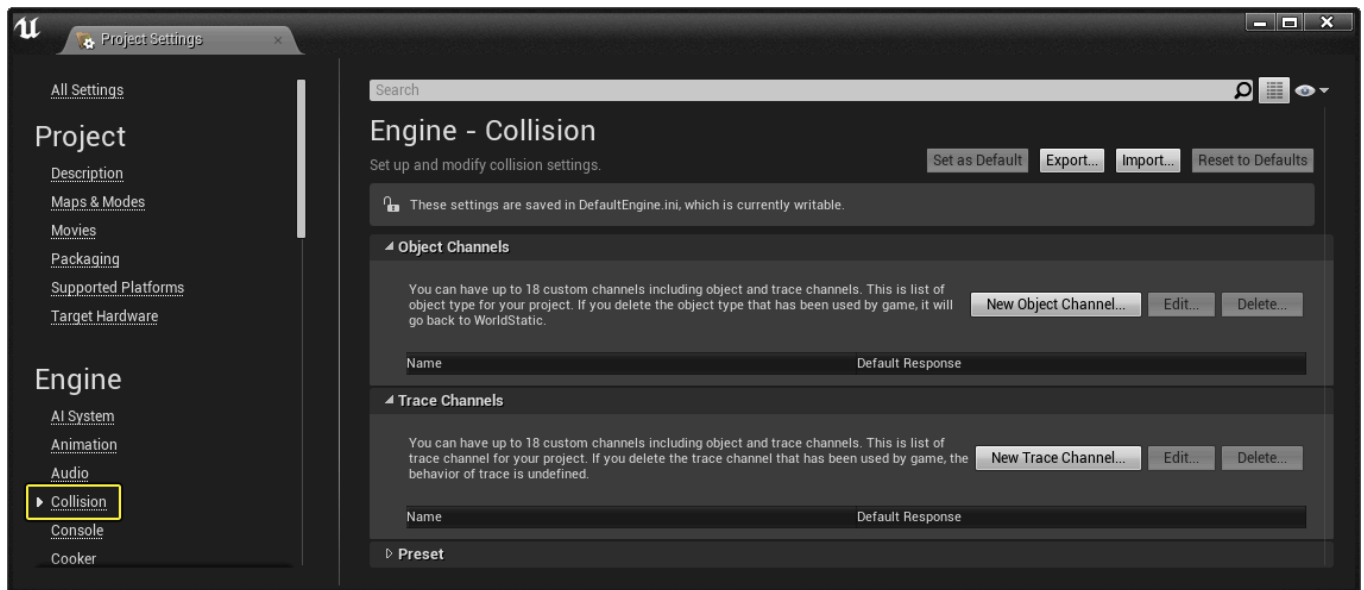 Project Settings
All Settings
Project
Description
Maps & Modes
Movies
Packaging
Supported Platforms
Target Hardware
Engine
AI System
Animation
Audio
Collision
Console
Cooker
Search
Engine - Collision
Set up and modify collision settings.
Set as Default
Export...
Import...
Reset to Defaults
These settings are saved in DefaultEngine.ini, which is currently writable.
Object Channels
You can have up to 18 custom channels including object and trace channels. This is list of
object type for your project. If you delete the object type that has been used by game, it will
go back to WorldStatic.
New Object Channel...
Edit...
Delete...
Name
Default Response
Trace Channels
You can have up to 18 custom channels including object and trace channels. This is list of
trace channel for your project. If you delete the trace channel that has been used by game, the
behavior of trace is undefined.
New Trace Channel...
Edit...
Delete...
Name
Default Response
Preset